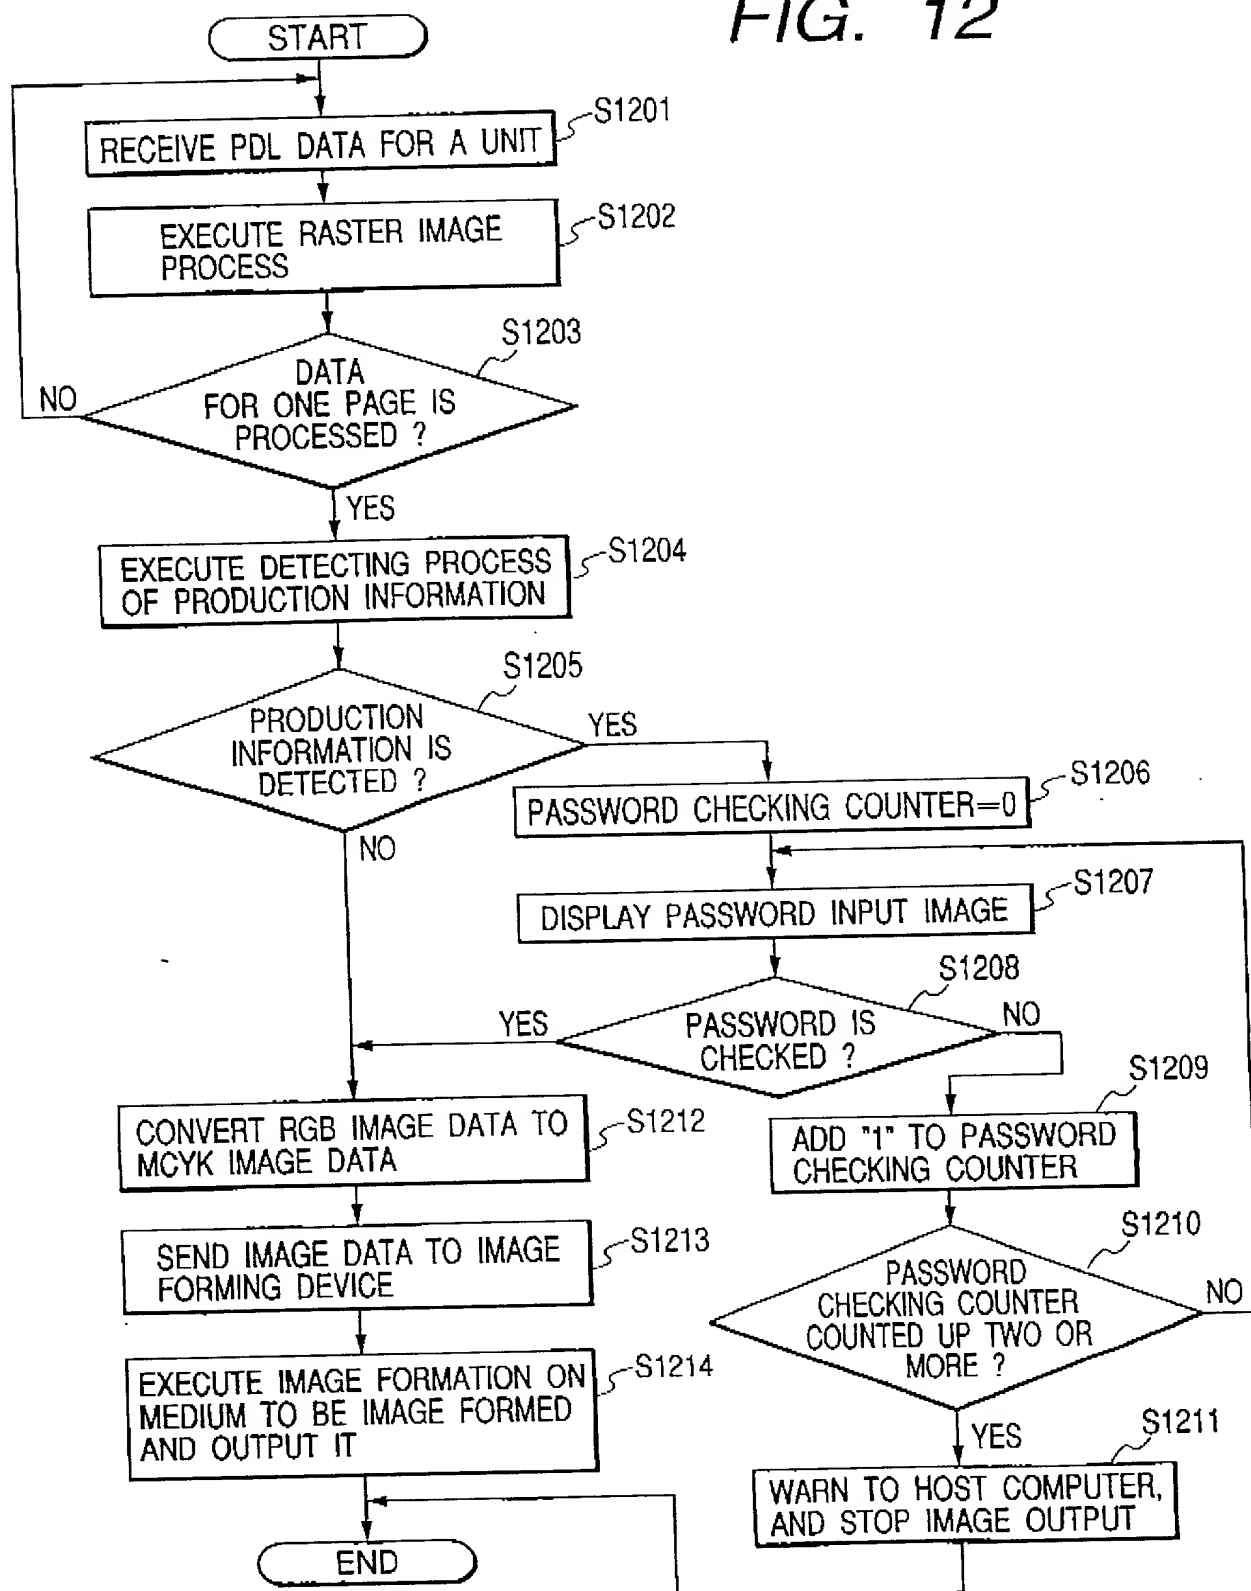 FIG. 12
START
S1201
RECEIVE PDL DATA FOR A UNIT
S1202
EXECUTE RASTER IMAGE
PROCESS
S1203
DATA
FOR ONE PAGE IS
PROCESSED ?
NO
YES
S1204
EXECUTE DETECTING PROCESS
OF PRODUCTION INFORMATION
S1205
PRODUCTION
INFORMATION IS
DETECTED ?
YES
NO
S1206
PASSWORD CHECKING COUNTER=0
S1207
DISPLAY PASSWORD INPUT IMAGE
S1208
PASSWORD IS
CHECKED ?
YES
NO
S1209
ADD "1" TO PASSWORD
CHECKING COUNTER
S1210
PASSWORD
CHECKING COUNTER
COUNTED UP TWO OR
MORE ?
NO
YES
S1211
WARN TO HOST COMPUTER,
AND STOP IMAGE OUTPUT
S1212
CONVERT RGB IMAGE DATA TO
MCYK IMAGE DATA
S1213
SEND IMAGE DATA TO IMAGE
FORMING DEVICE
S1214
EXECUTE IMAGE FORMATION ON
MEDIUM TO BE IMAGE FORMED
AND OUTPUT IT
END